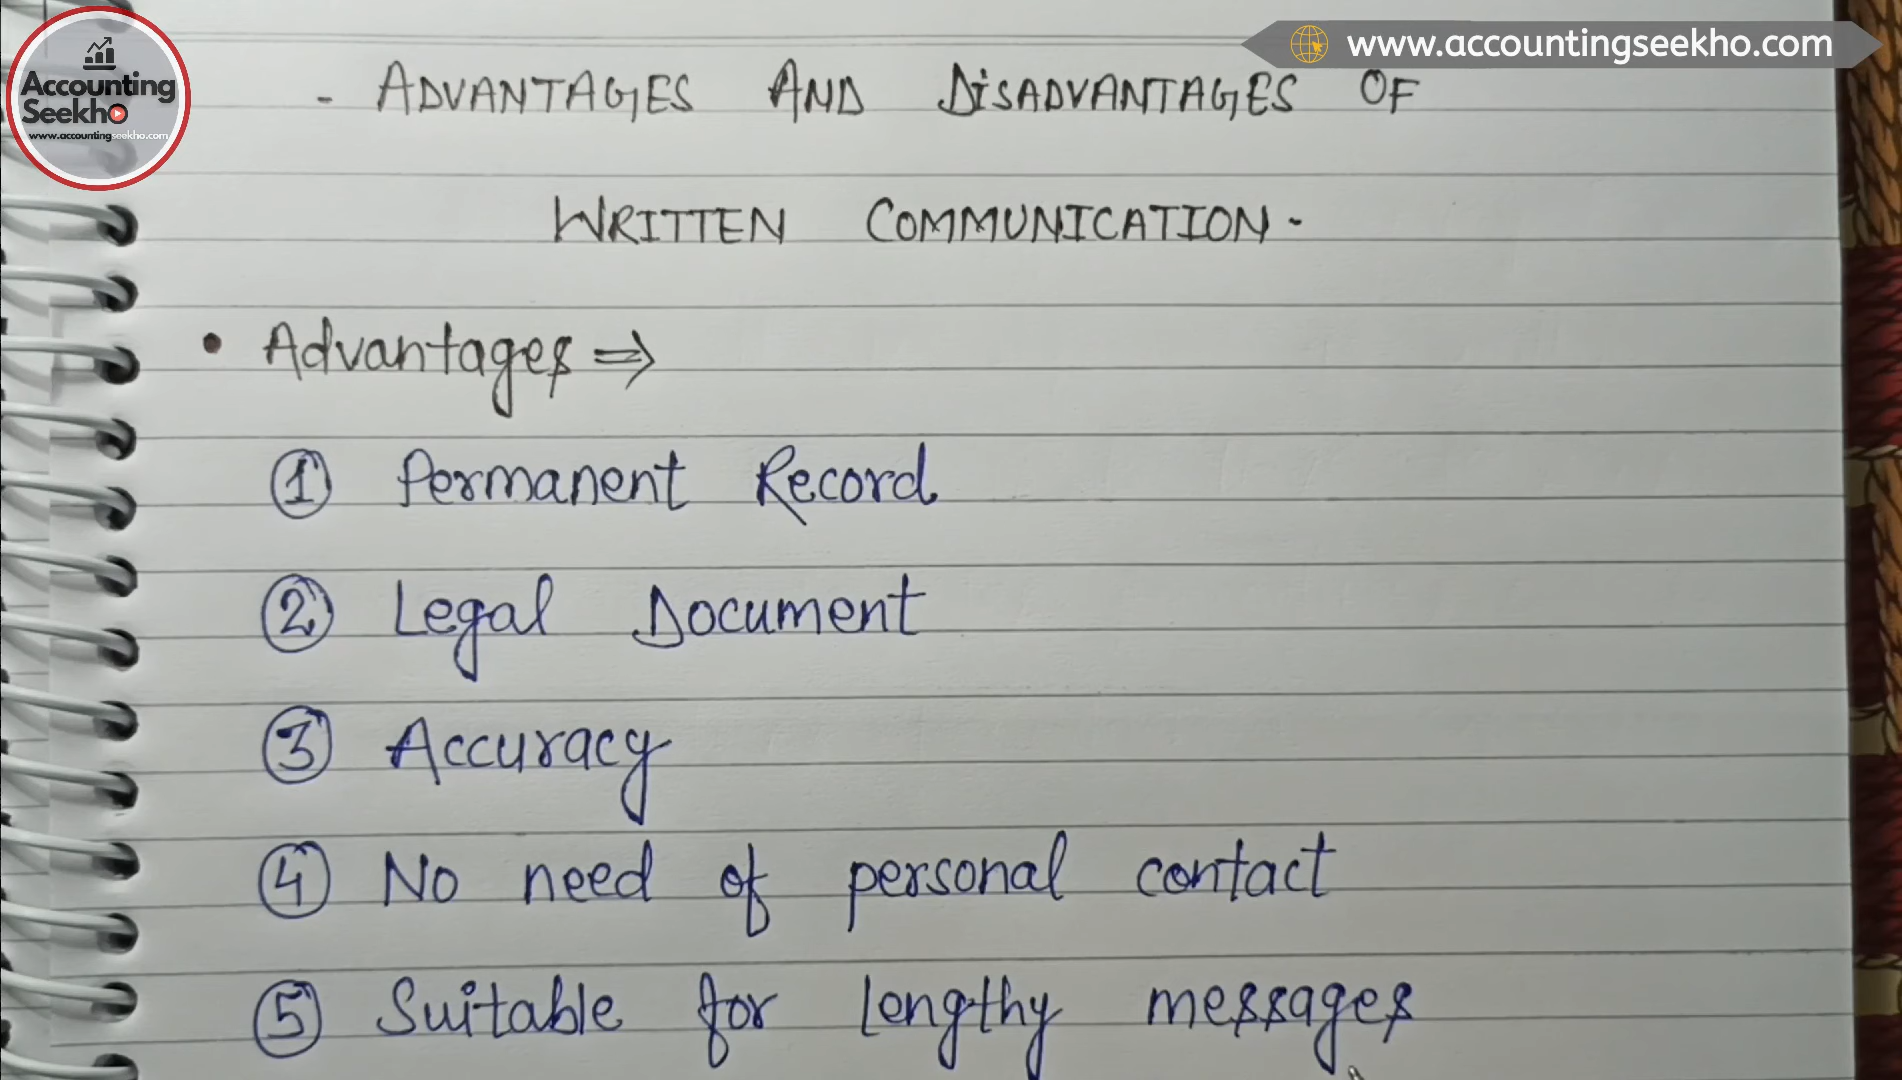 Accounting
Seekho
www.accountingseekho.com
www.accountingseekho.com
- ADVANTAGES AND DISADVANTAGES OF
WRITTEN COMMUNICATION -
• Advantages ⇒
① Permanent Record
② Legal Document
③ Accuracy
④ No need of personal contact
⑤ Suitable for lengthy messages